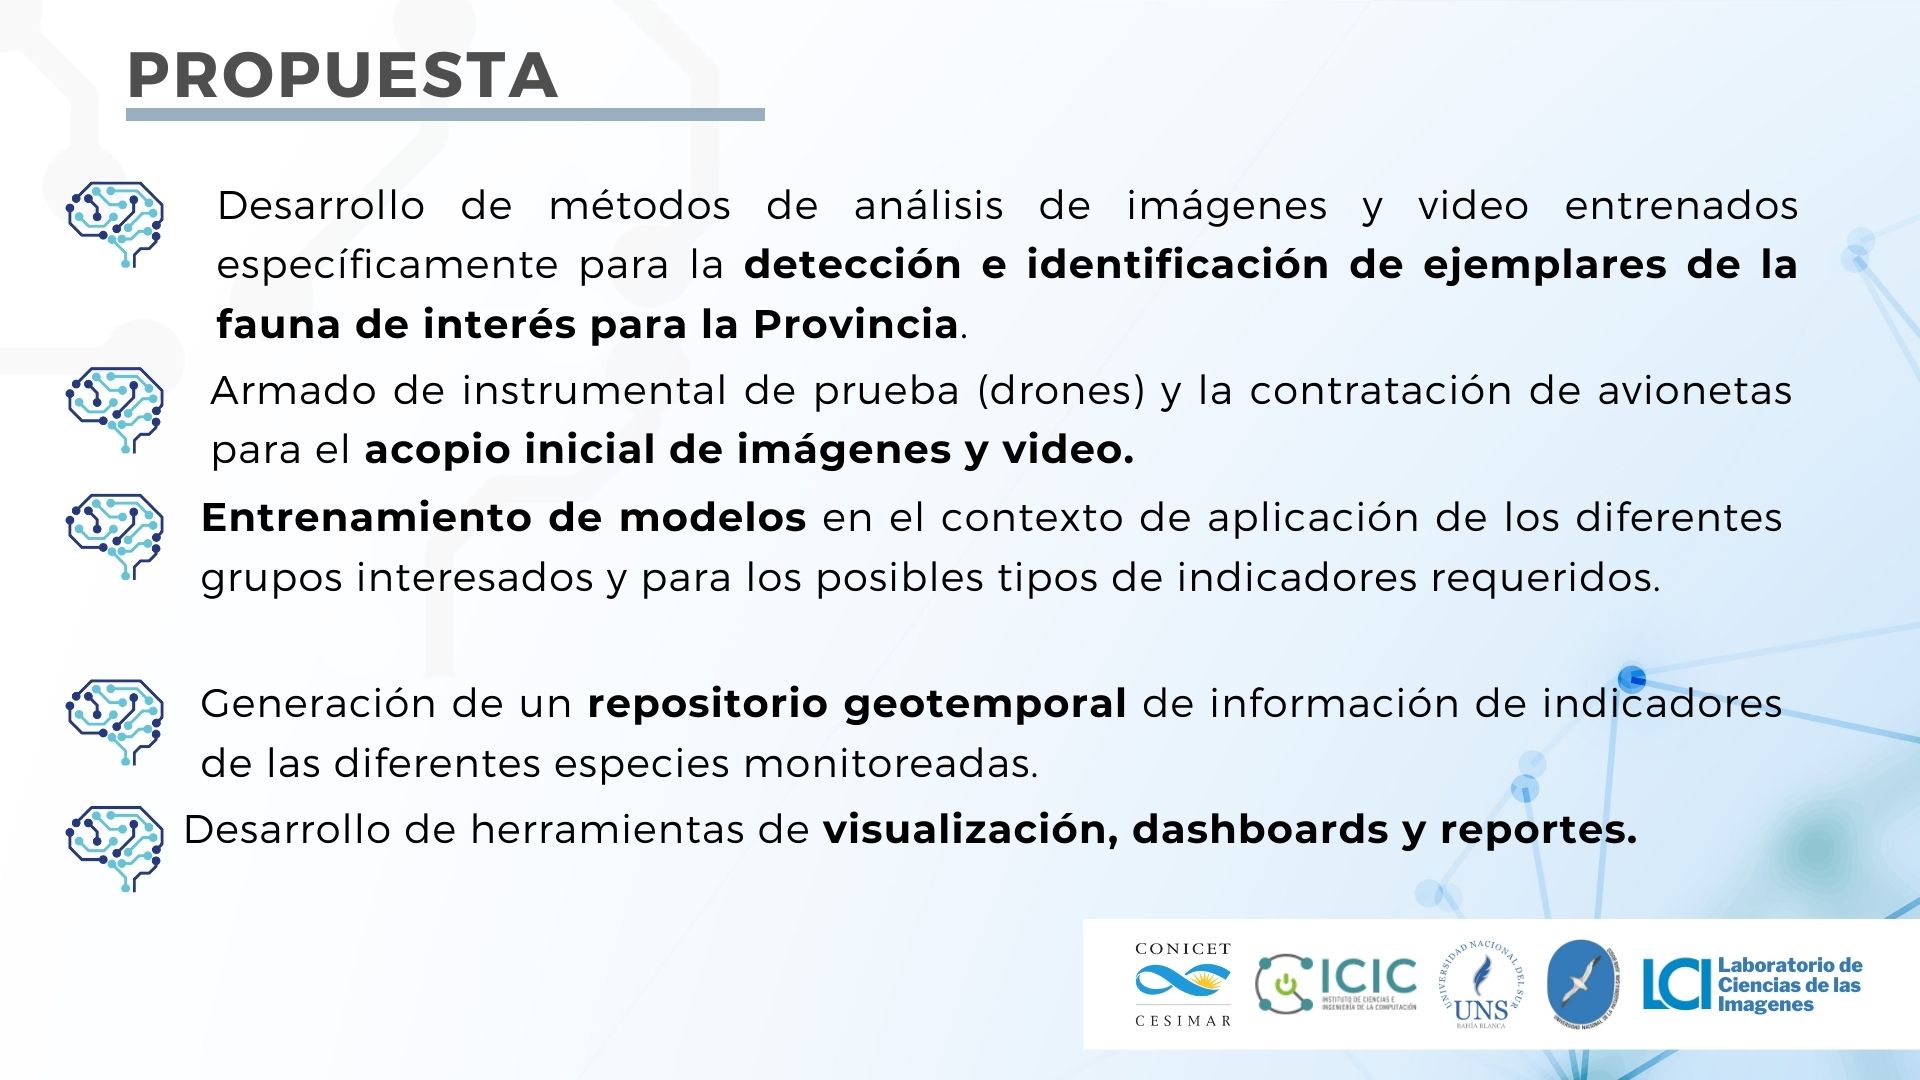 PROPUESTA
Desarrollo de métodos de análisis de imágenes y video entrenados
específicamente para la detección e identificación de ejemplares de la
fauna de interés para la Provincia.
Armado de instrumental de prueba (drones) y la contratación de avionetas
para el acopio inicial de imágenes y video.
Entrenamiento de modelos en el contexto de aplicación de los diferentes
grupos interesados y para los posibles tipos de indicadores requeridos.
Generación de un repositorio geotemporal de información de indicadores
de las diferentes especies monitoreadas.
Desarrollo de herramientas de visualización, dashboards y reportes.
CONICET
CESIMAR
ICIC
INSTITUTO DE CIENCIAS E
INGENIERÍA DE LA COMPUTACIÓN
UNIVERSIDAD NACIONAL DEL SUR
UNS
BAHÍA BLANCA
UNIVERSIDAD NACIONAL DE LA PATAGONIA
LCI
Laboratorio de
Ciencias de las
Imagenes